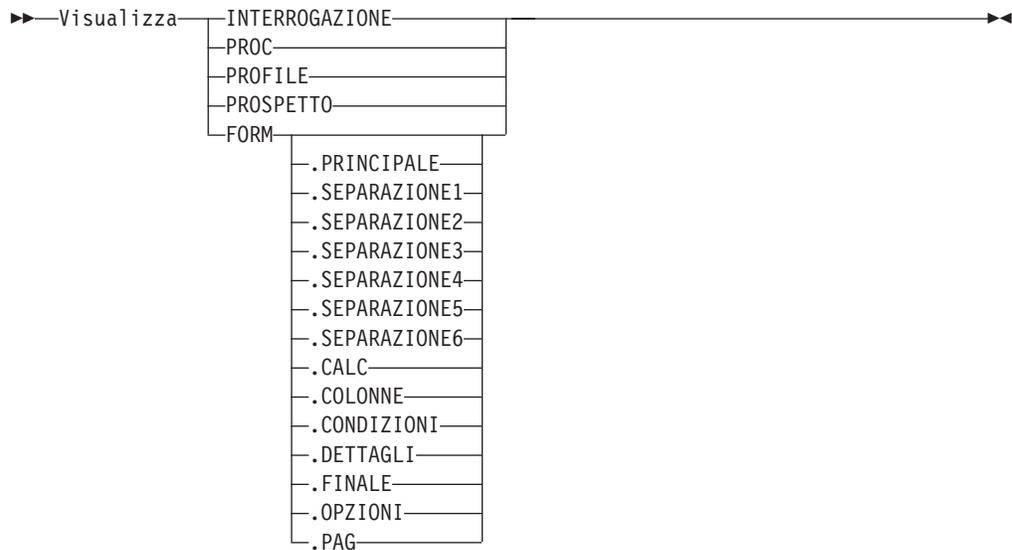 Visualizza INTERROGAZIONE
PROC
PROFILE
PROSPETTO
FORM
.PRINCIPALE
.SEPARAZIONE1
.SEPARAZIONE2
.SEPARAZIONE3
.SEPARAZIONE4
.SEPARAZIONE5
.SEPARAZIONE6
.CALC
.COLONNE
.CONDIZIONI
.DETTAGLI
.FINALE
.OPZIONI
.PAG